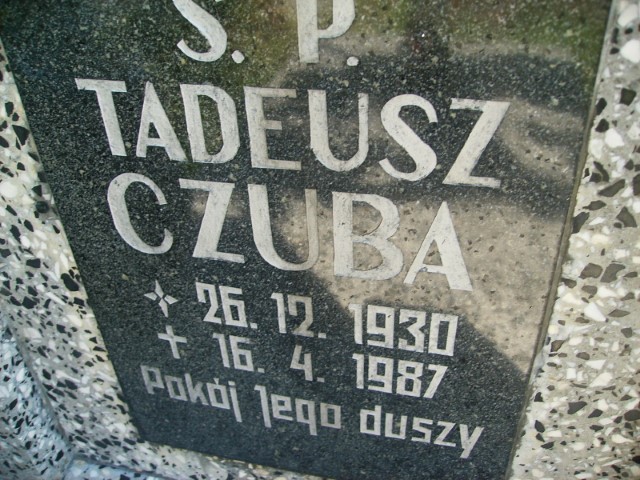 Ś. P.
TADEUSZ
CZUBA
26. 12. 1930
16. 4. 1987
Pokój Jego duszy